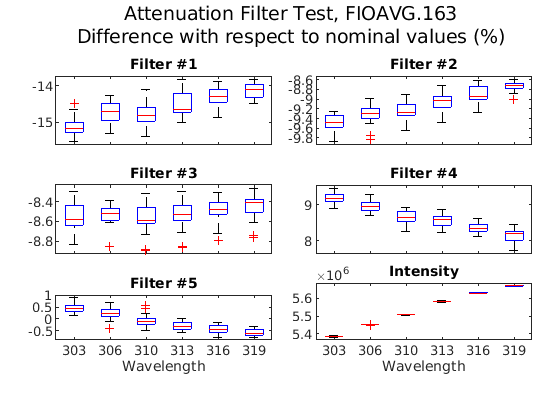 Attenuation Filter Test, FIOAVG.163
Difference with respect to nominal values (%)
Filter #1
-14
-15
Filter #2
-8.6
-8.8
-9
-9.2
-9.4
-9.6
-9.8
Filter #3
-8.4
-8.6
-8.8
Filter #4
9
8
Filter #5
1
0.5
0
-0.5
303 306 310 313 316 319
Wavelength
Intensity
×10⁶
5.6
5.5
5.4
303 306 310 313 316 319
Wavelength